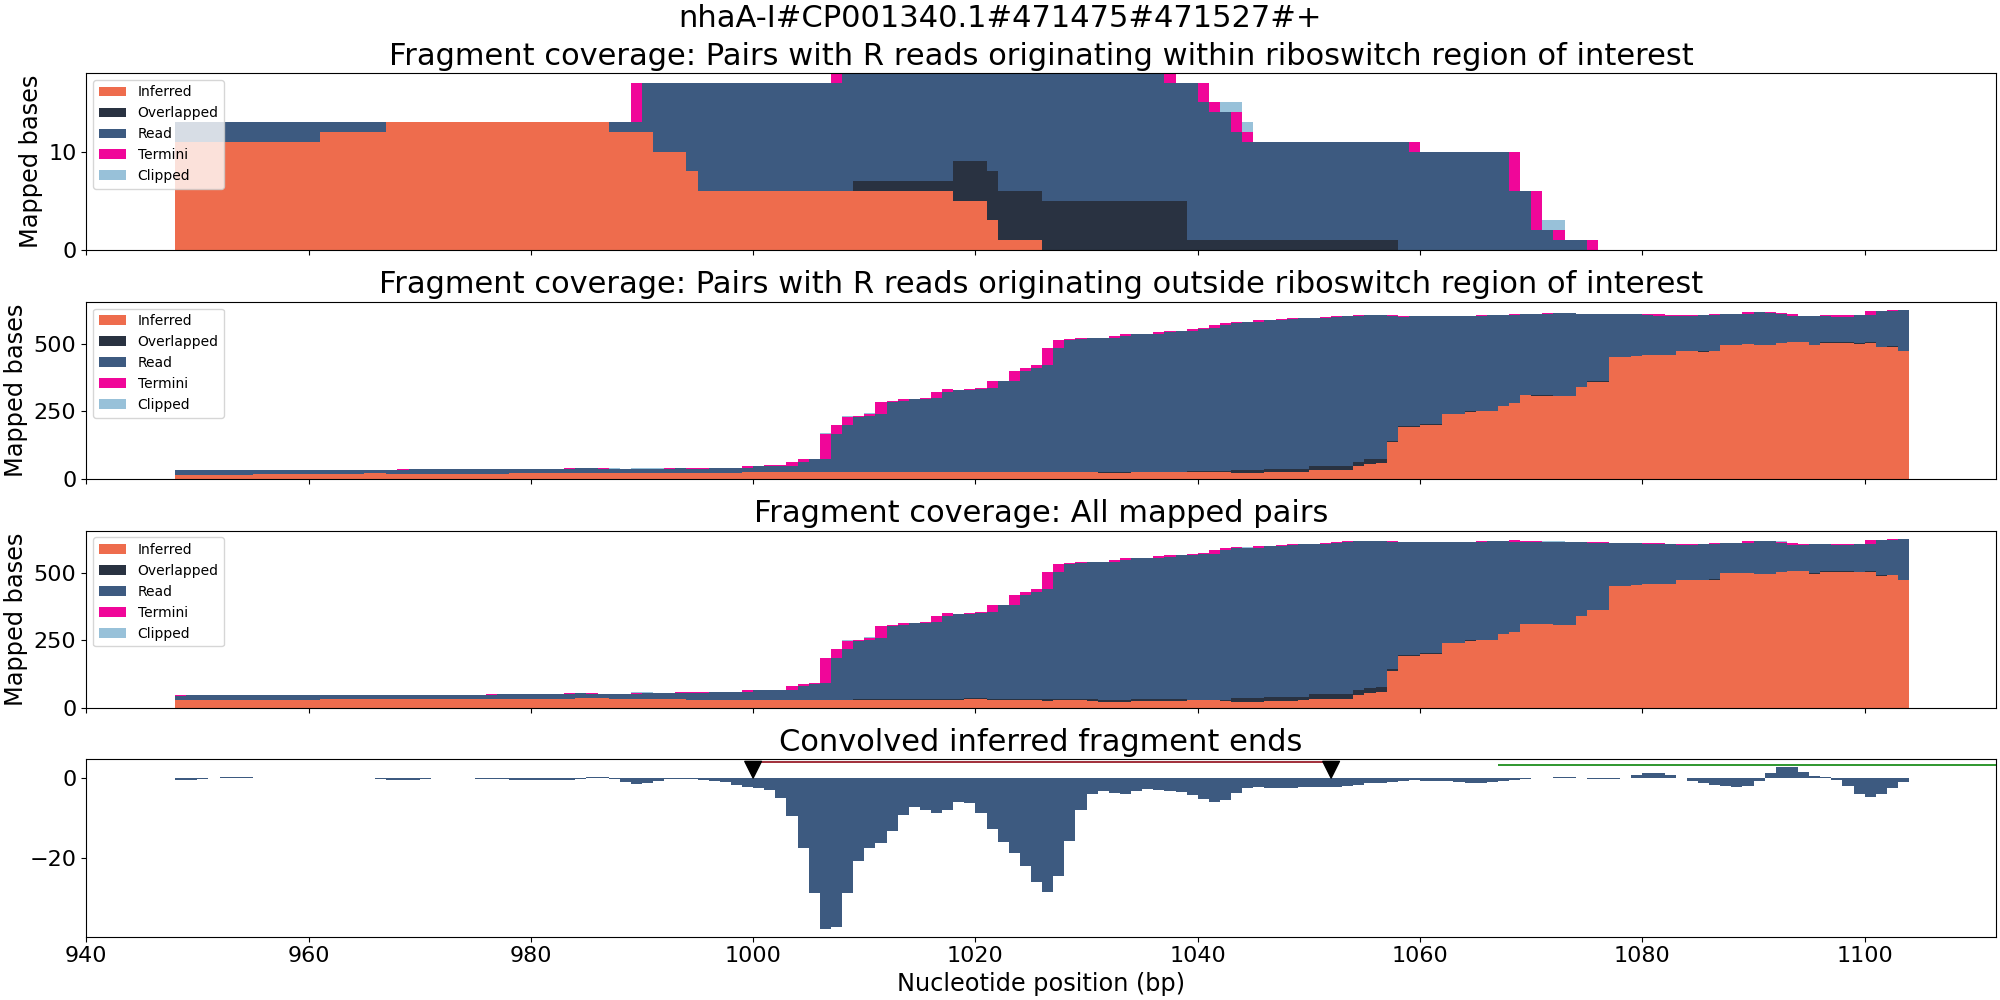 nhaA-I#CP001340.1#471475#471527#+
Fragment coverage: Pairs with R reads originating within riboswitch region of interest
Mapped bases
10
0
Inferred
Overlapped
Read
Termini
Clipped
Fragment coverage: Pairs with R reads originating outside riboswitch region of interest
Mapped bases
500
250
0
Inferred
Overlapped
Read
Termini
Clipped
Fragment coverage: All mapped pairs
Mapped bases
500
250
0
Inferred
Overlapped
Read
Termini
Clipped
Convolved inferred fragment ends
0
−20
940 960 980 1000 1020 1040 1060 1080 1100
Nucleotide position (bp)